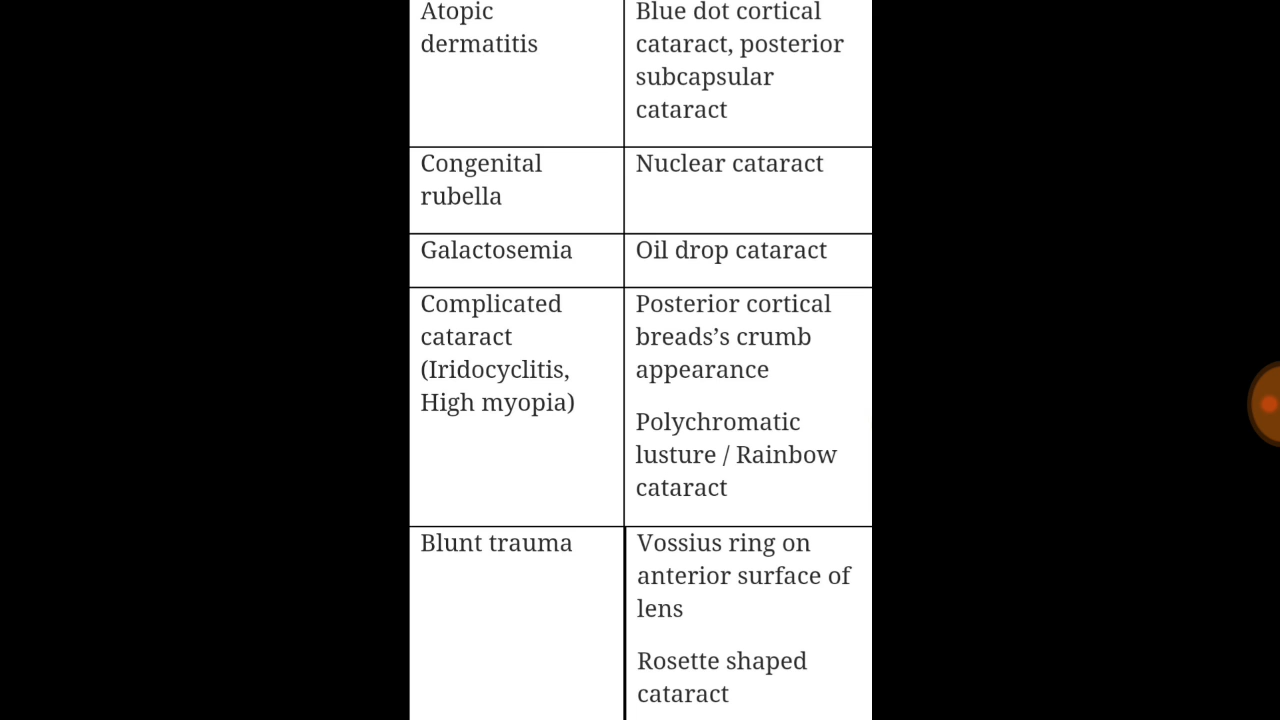 Atopic
dermatitis
Blue dot cortical
cataract, posterior
subcapsular
cataract
Congenital
rubella
Nuclear cataract
Galactosemia
Oil drop cataract
Complicated
cataract
(Iridocyclitis,
High myopia)
Posterior cortical
breads’s crumb
appearance
Polychromatic
lusture / Rainbow
cataract
Blunt trauma
Vossius ring on
anterior surface of
lens
Rosette shaped
cataract